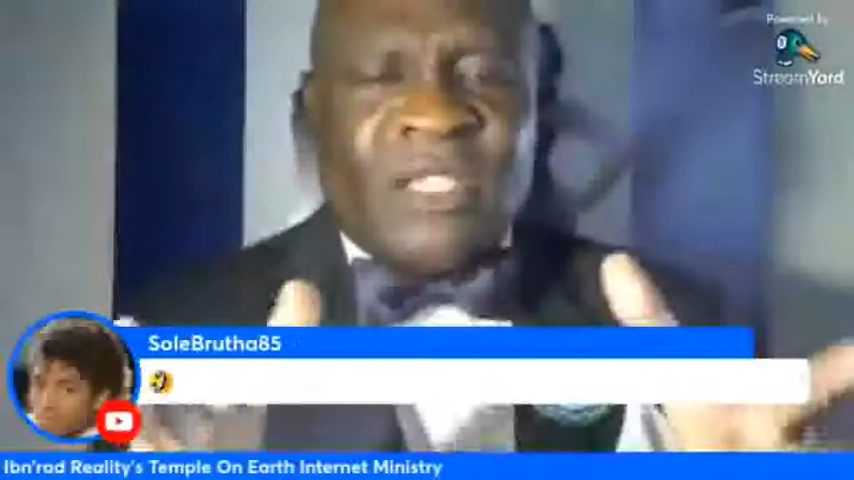 Powered by
StreamYard
SoleBrutha85
Ibn'rad Reality's Temple On Earth Internet Ministry